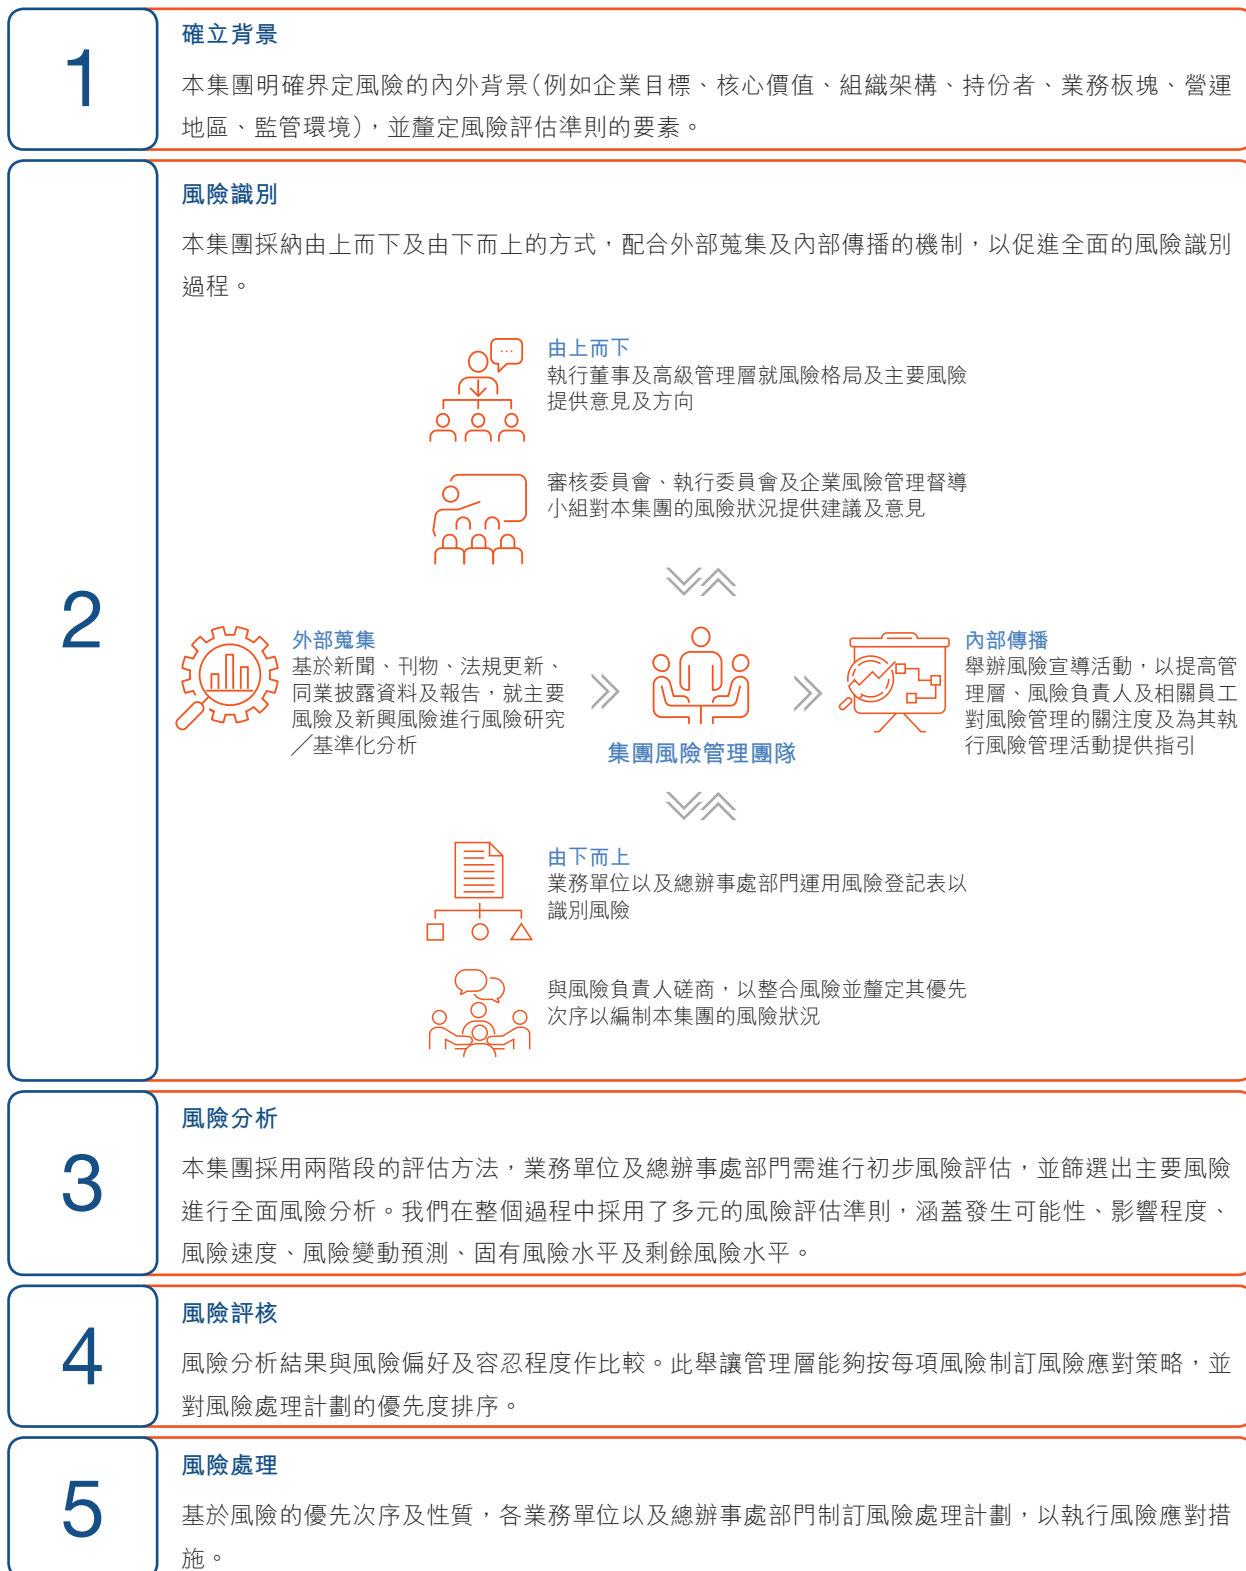 1
確立背景
本集團明確界定風險的內外背景(例如企業目標、核心價值、組織架構、持份者、業務板塊、營運
地區、監管環境)，並釐定風險評估準則的要素。
2
風險識別
本集團採納由上而下及由下而上的方式，配合外部蒐集及內部傳播的機制，以促進全面的風險識別
過程。
由上而下
執行董事及高級管理層就風險格局及主要風險
提供意見及方向
審核委員會、執行委員會及企業風險管理督導
小組對本集團的風險狀況提供建議及意見
外部蒐集
基於新聞、刊物、法規更新、
同業披露資料及報告，就主要
風險及新興風險進行風險研究
／基準化分析
集團風險管理團隊
內部傳播
舉辦風險宣導活動，以提高管
理層、風險負責人及相關員工
對風險管理的關注度及為其執
行風險管理活動提供指引
由下而上
業務單位以及總辦事處部門運用風險登記表以
識別風險
與風險負責人磋商，以整合風險並釐定其優先
次序以編制本集團的風險狀況
3
風險分析
本集團採用兩階段的評估方法，業務單位及總辦事處部門需進行初步風險評估，並篩選出主要風險
進行全面風險分析。我們在整個過程中採用了多元的風險評估準則，涵蓋發生可能性、影響程度、
風險速度、風險變動預測、固有風險水平及剩餘風險水平。
4
風險評核
風險分析結果與風險偏好及容忍程度作比較。此舉讓管理層能夠按每項風險制訂風險應對策略，並
對風險處理計劃的優先度排序。
5
風險處理
基於風險的優先次序及性質，各業務單位以及總辦事處部門制訂風險處理計劃，以執行風險應對措
施。